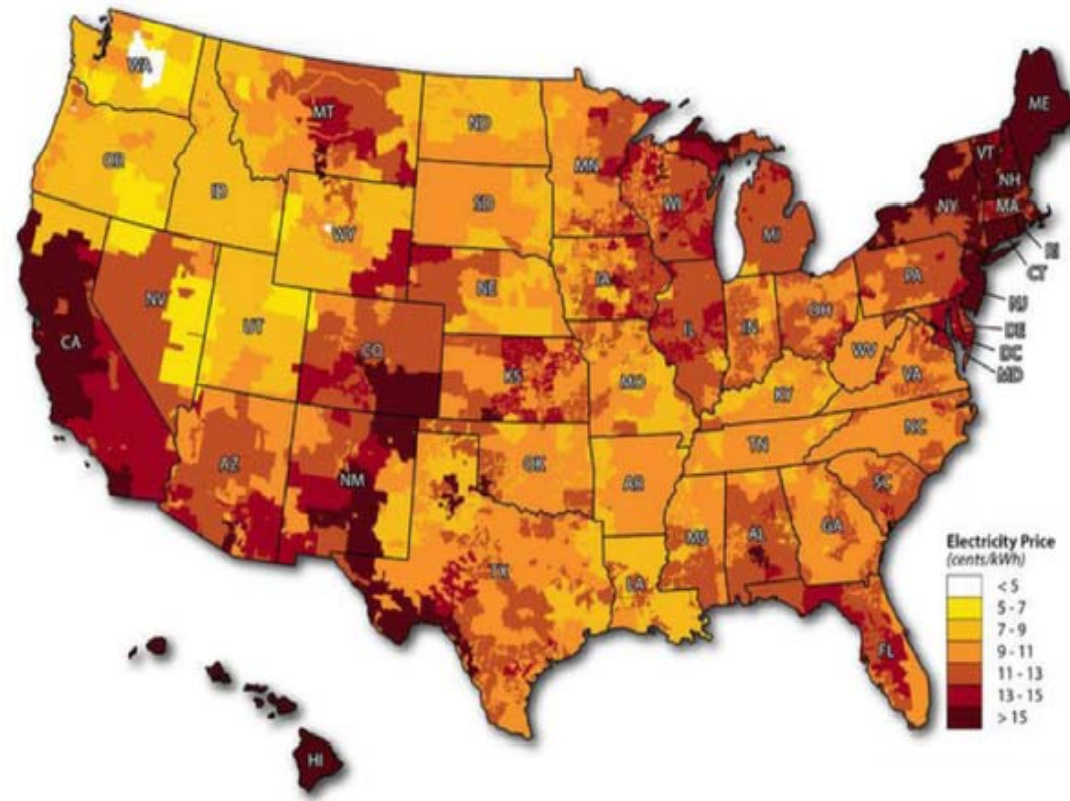 WA
MT
ND
MN
OR
ID
WY
SD
WI
MI
ME
VT
NH
NY
MA
RI
CT
NV
UT
CO
NE
IA
IL
IN
OH
PA
NJ
DE
DC
MD
CA
KS
MO
KY
WV
VA
AZ
NM
OK
AR
TN
NC
SC
TX
LA
MS
AL
GA
FL
HI
Electricity Price
(cents/kWh)
< 5
5 - 7
7 - 9
9 - 11
11 - 13
13 - 15
> 15